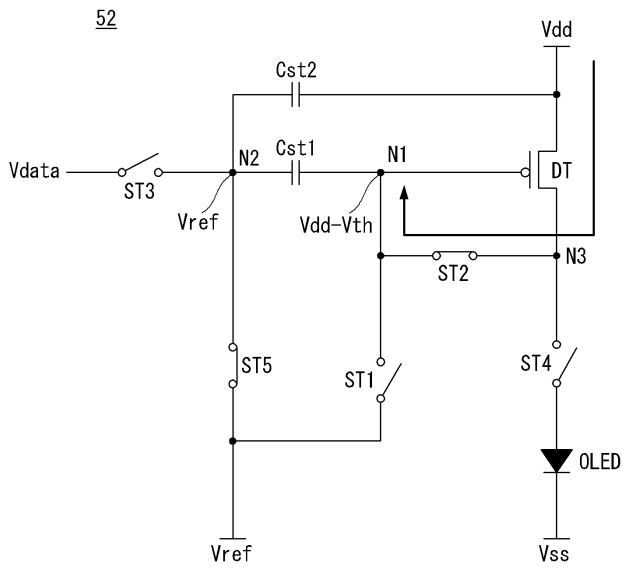 52
Vdd
Cst2
N2
Cst1
N1
Vdata
ST3
DT
Vref
Vdd-Vth
ST2
N3
ST5
ST1
ST4
OLED
Vref
Vss